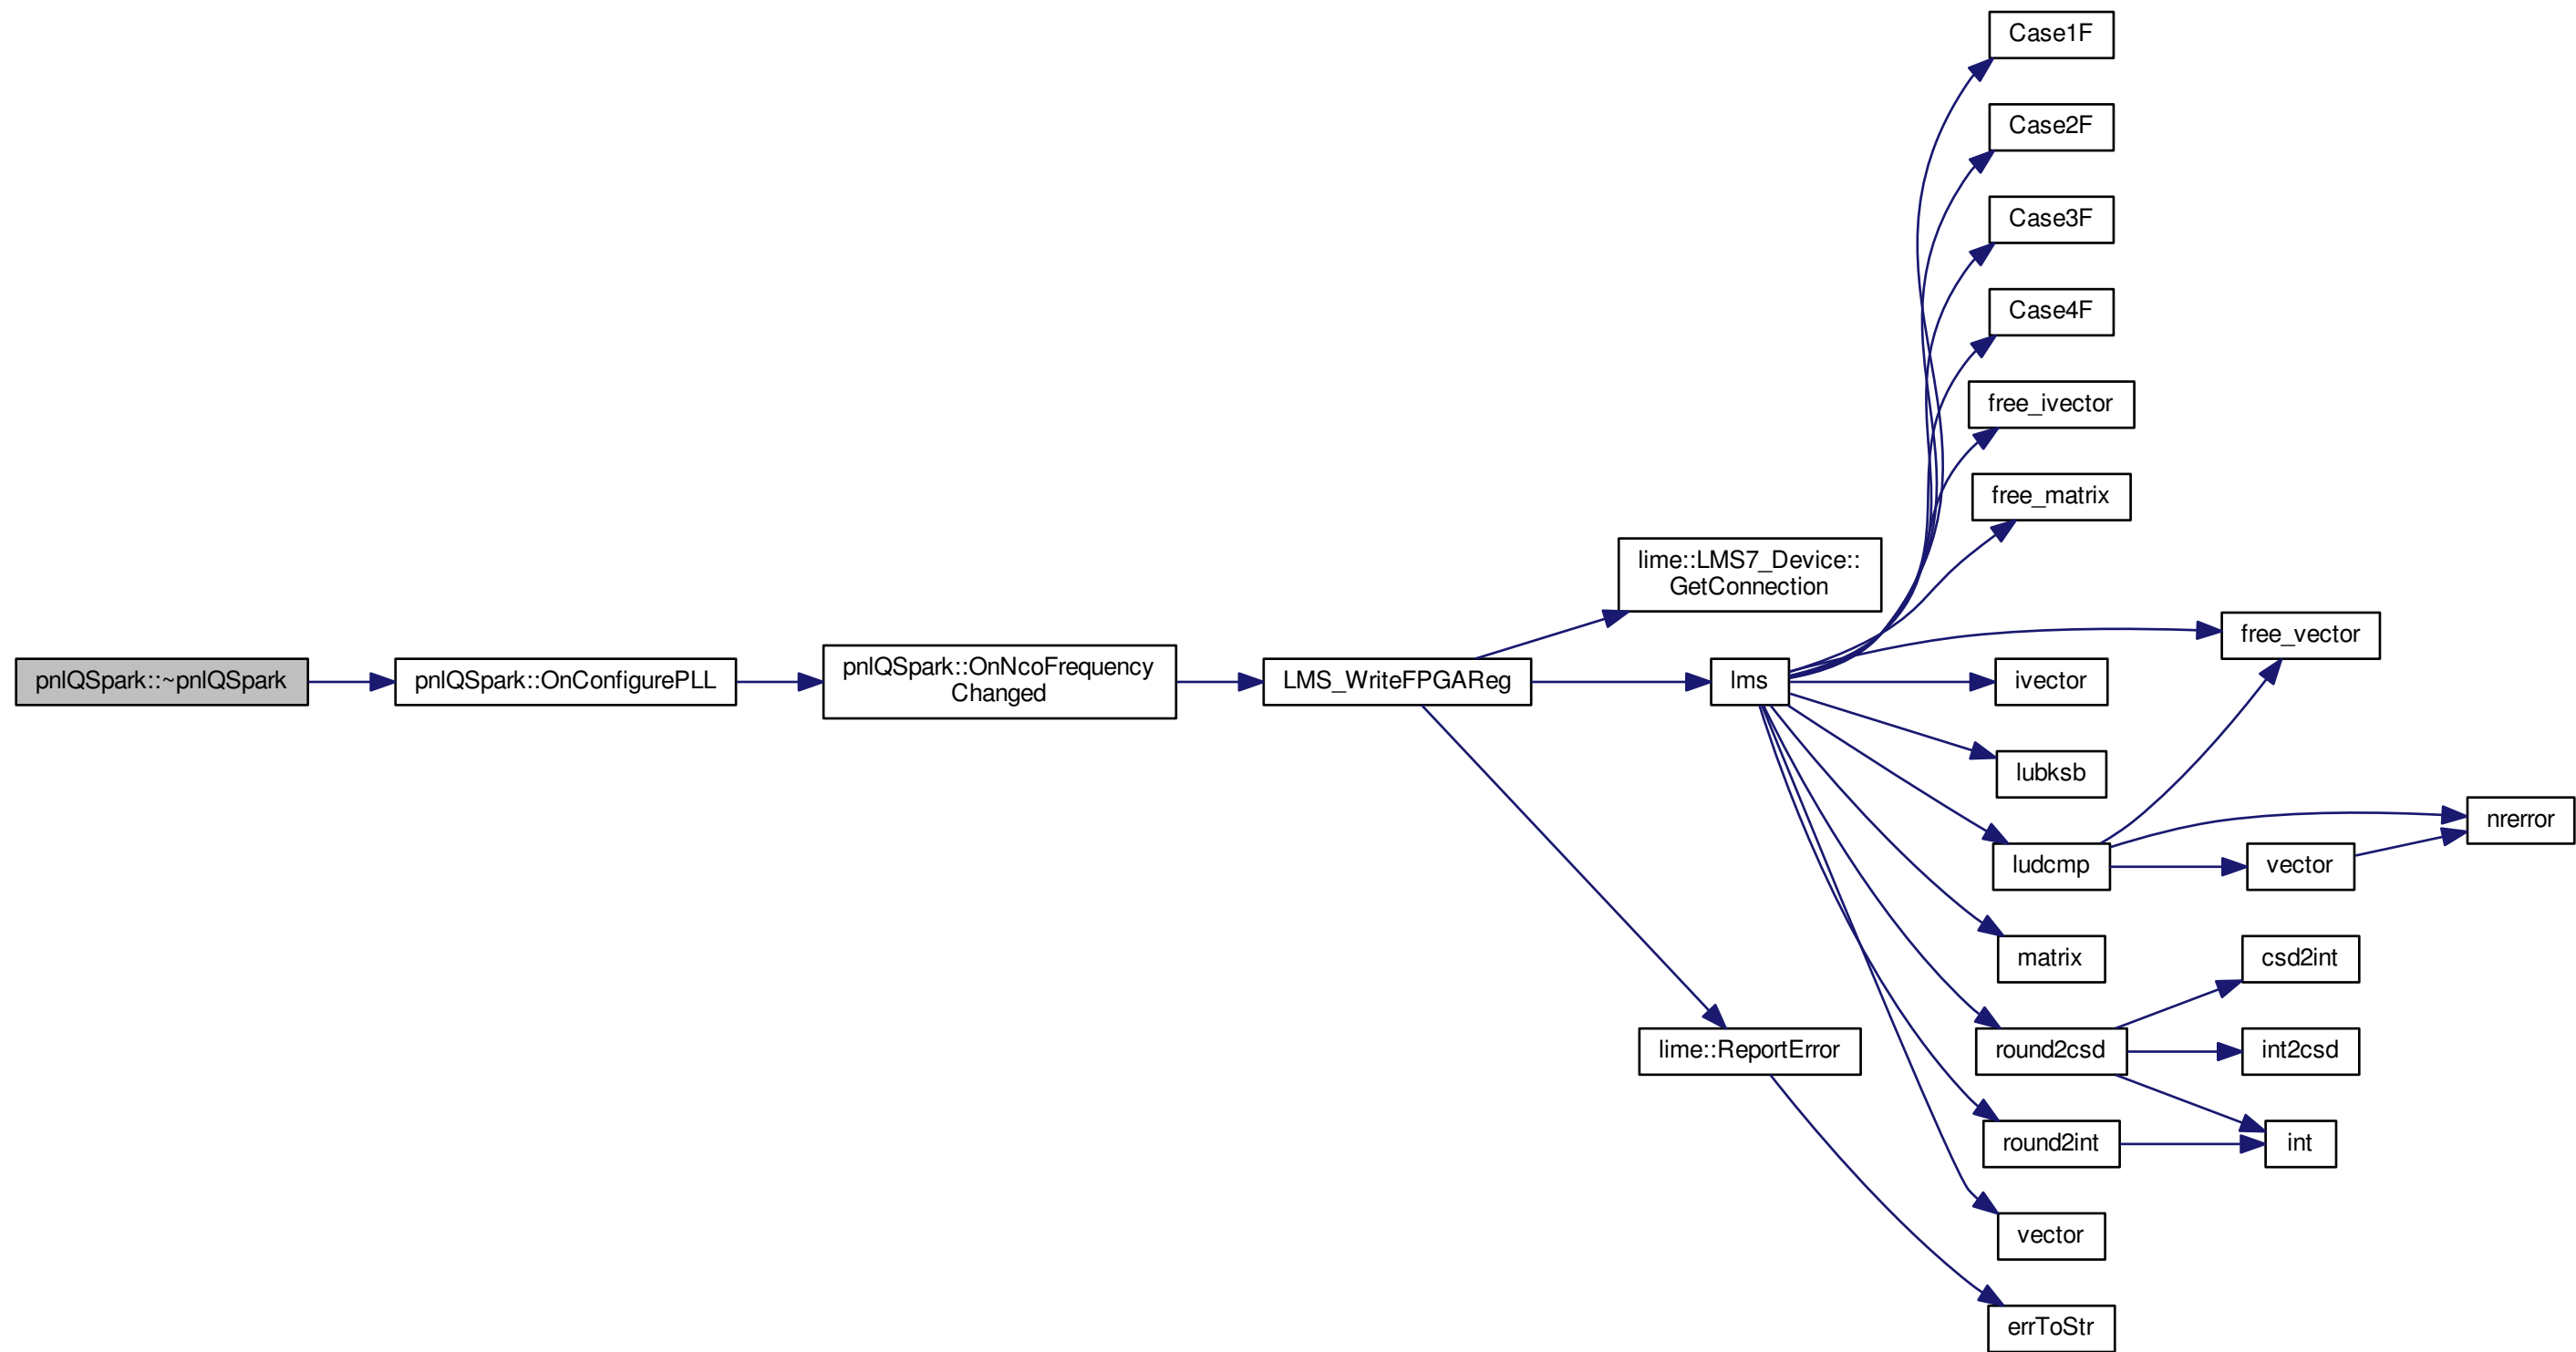 Case1F
Case2F
Case3F
Case4F
free_ivector
free_matrix
lime::LMS7_Device::
GetConnection
free_vector
pnlQSpark::~pnlQSpark
pnlQSpark::OnConfigurePLL
pnlQSpark::OnNcoFrequency
Changed
LMS_WriteFPGAReg
lms
ivector
lubksb
nrerror
ludcmp
vector
matrix
csd2int
lime::ReportError
round2csd
int2csd
round2int
int
vector
errToStr